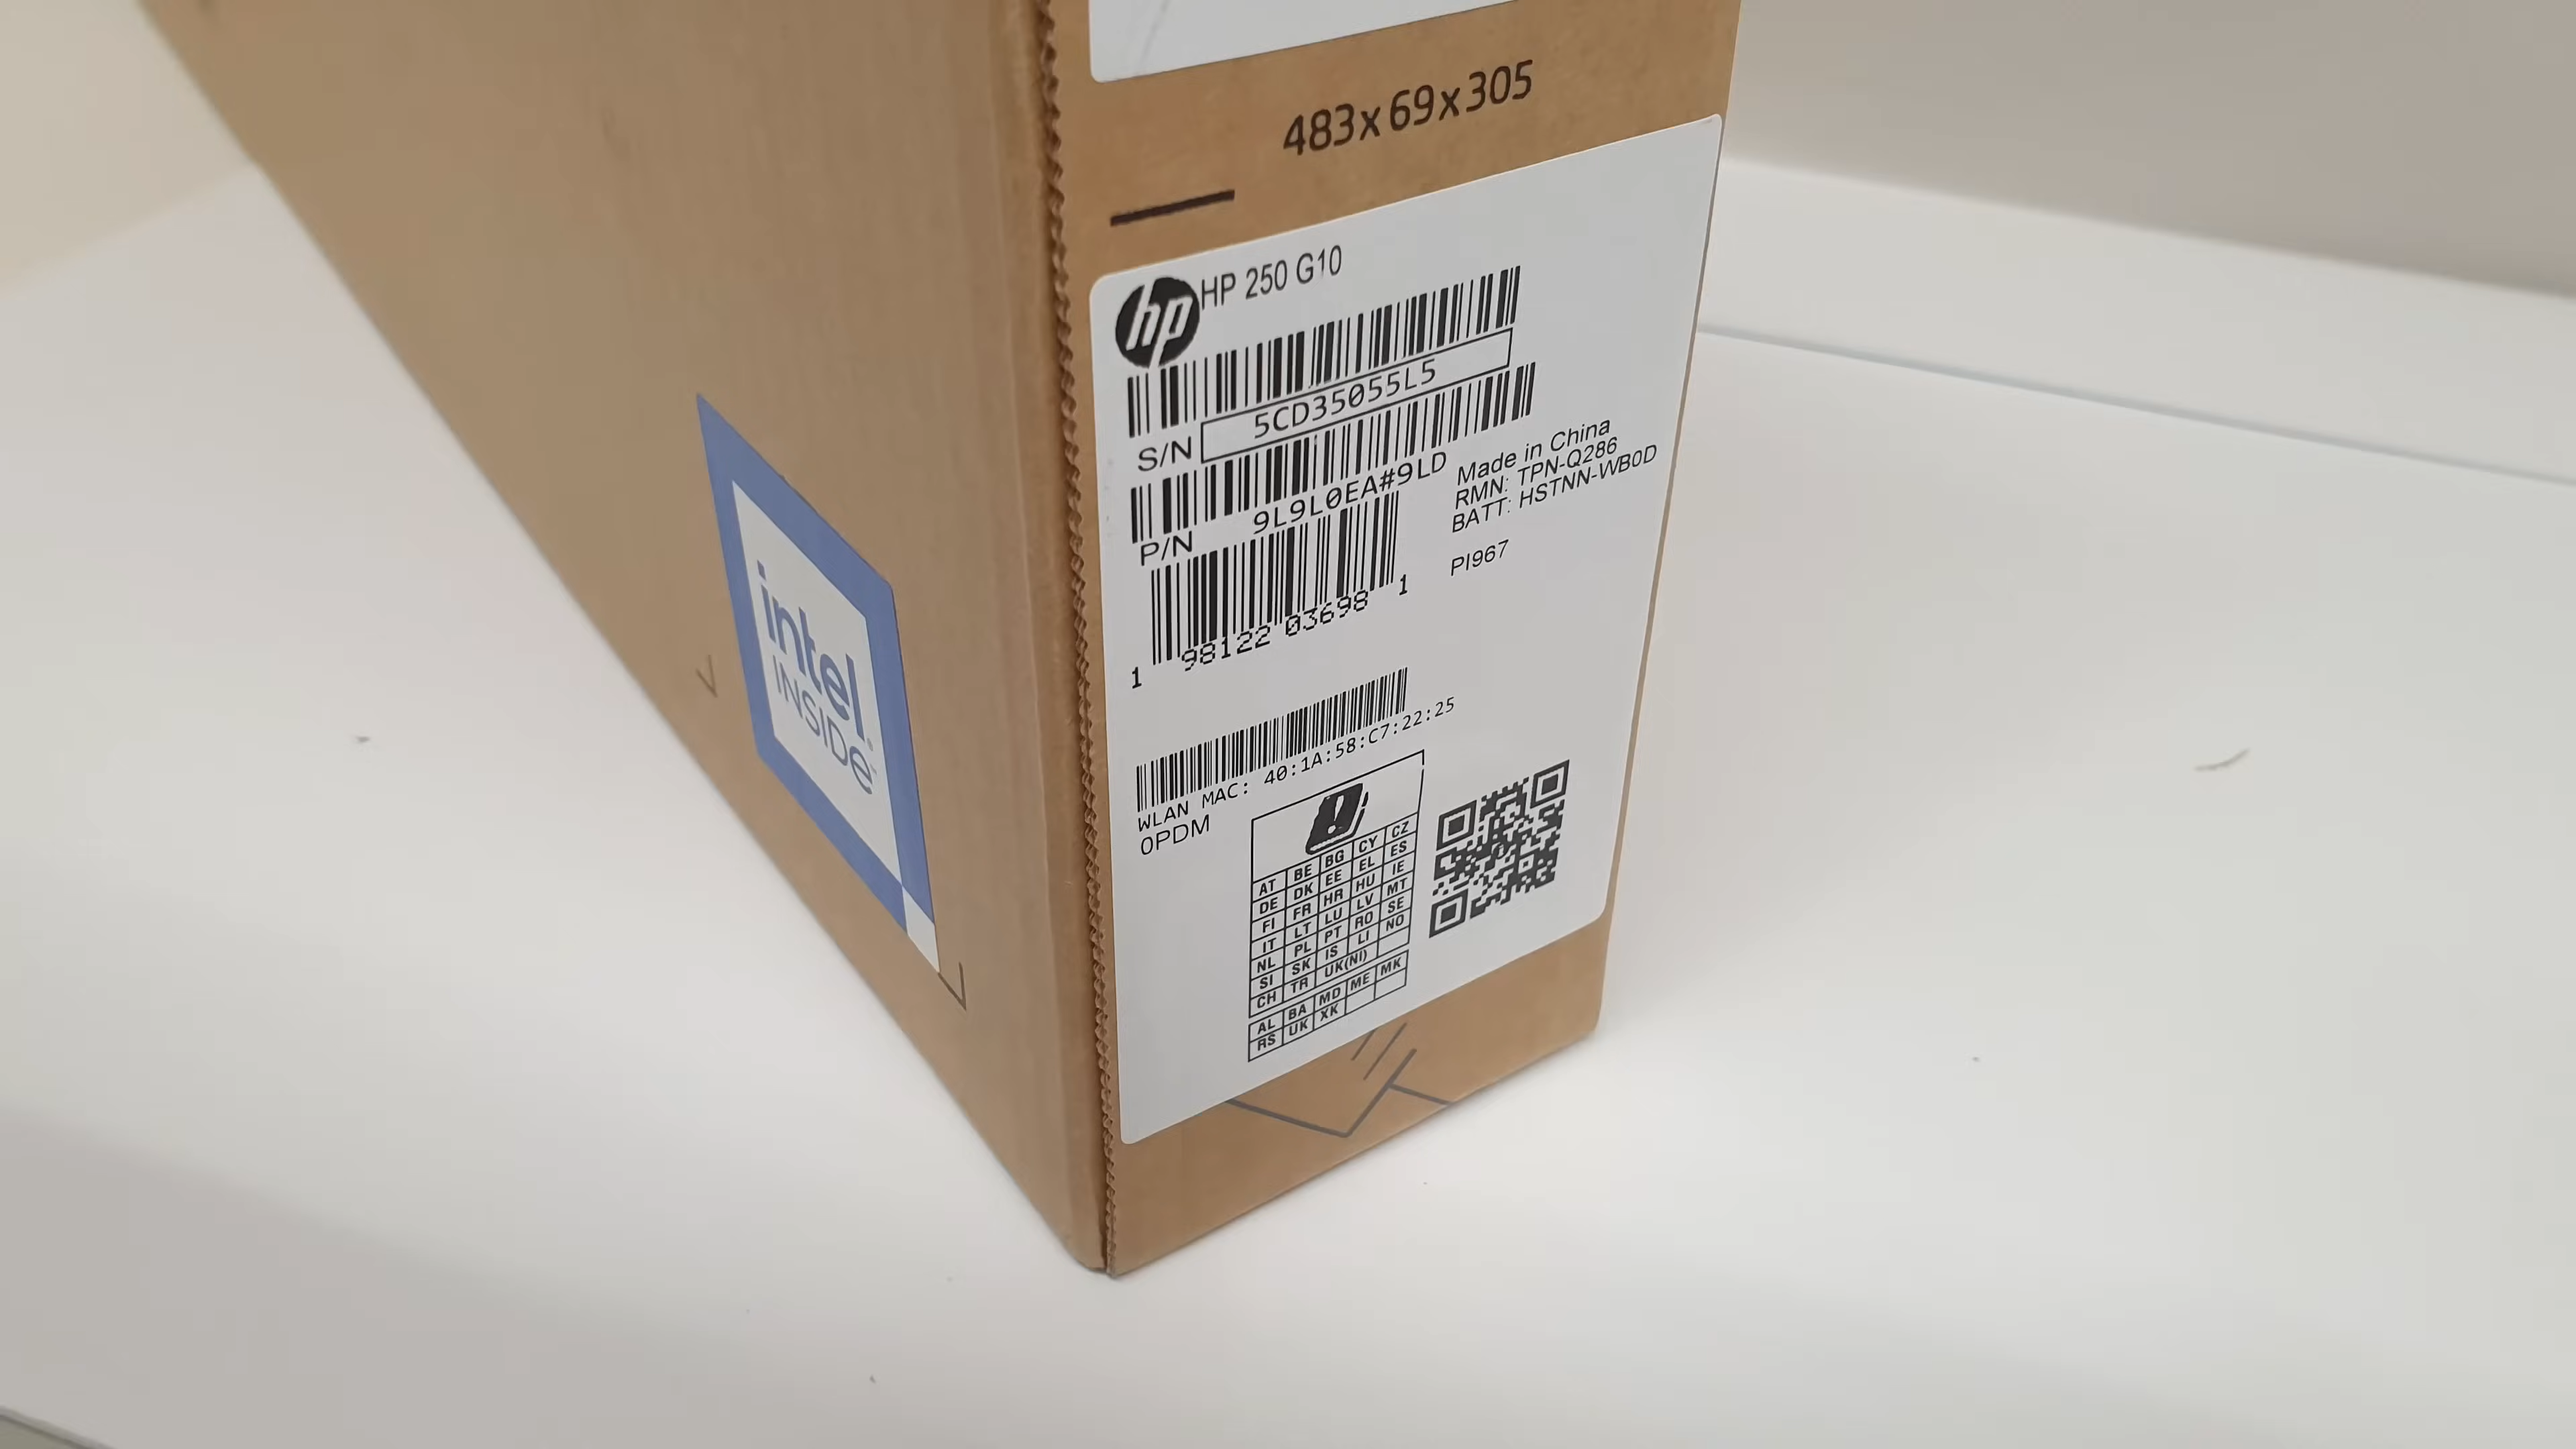 483x69x305
hp
HP 250 G10
S/N 5CD35055L5
P/N 9L9L0EA#9LD
Made in China
RMN: TPN-Q286
BATT: HSTNN-WB0D
PI967
1 98122 03698 1
WLAN MAC: 40:1A:58:C7:22:25
0PDM
!
AT BE BG CY CZ
DE DK EE EL ES
FI FR HR HU IE
IT LT LU LV MT
NL PL PT RO SE
SI SK IS LI NO
CH TR UK(NI)
AL BA MD ME MK
RS UK XK
intel
INSIDe